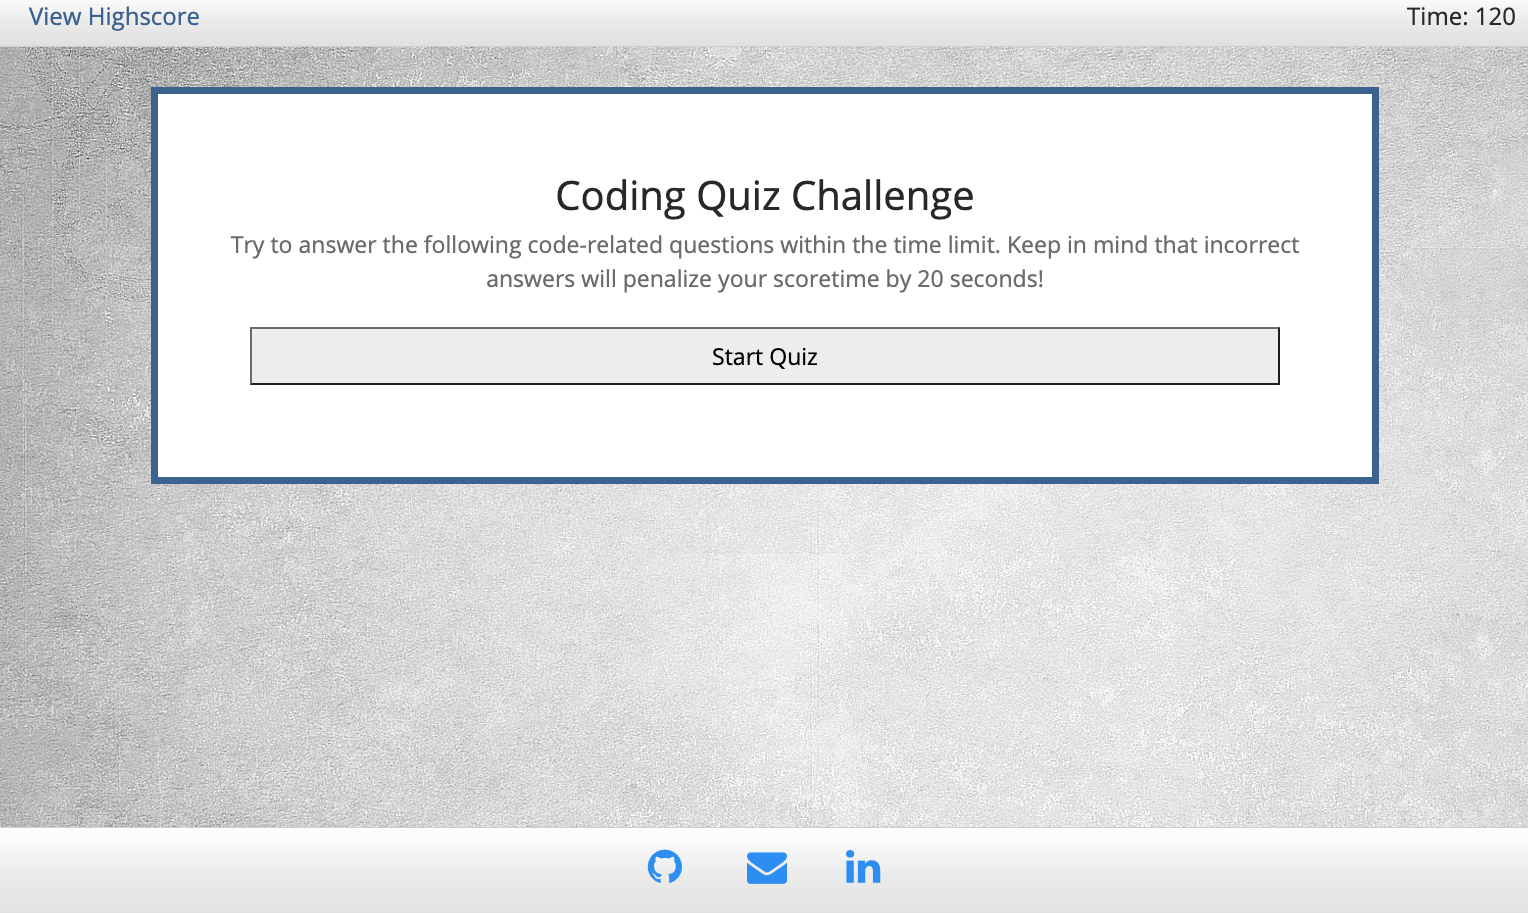 View Highscore
Time: 120
Coding Quiz Challenge
Try to answer the following code-related questions within the time limit. Keep in mind that incorrect
answers will penalize your scoretime by 20 seconds!
Start Quiz